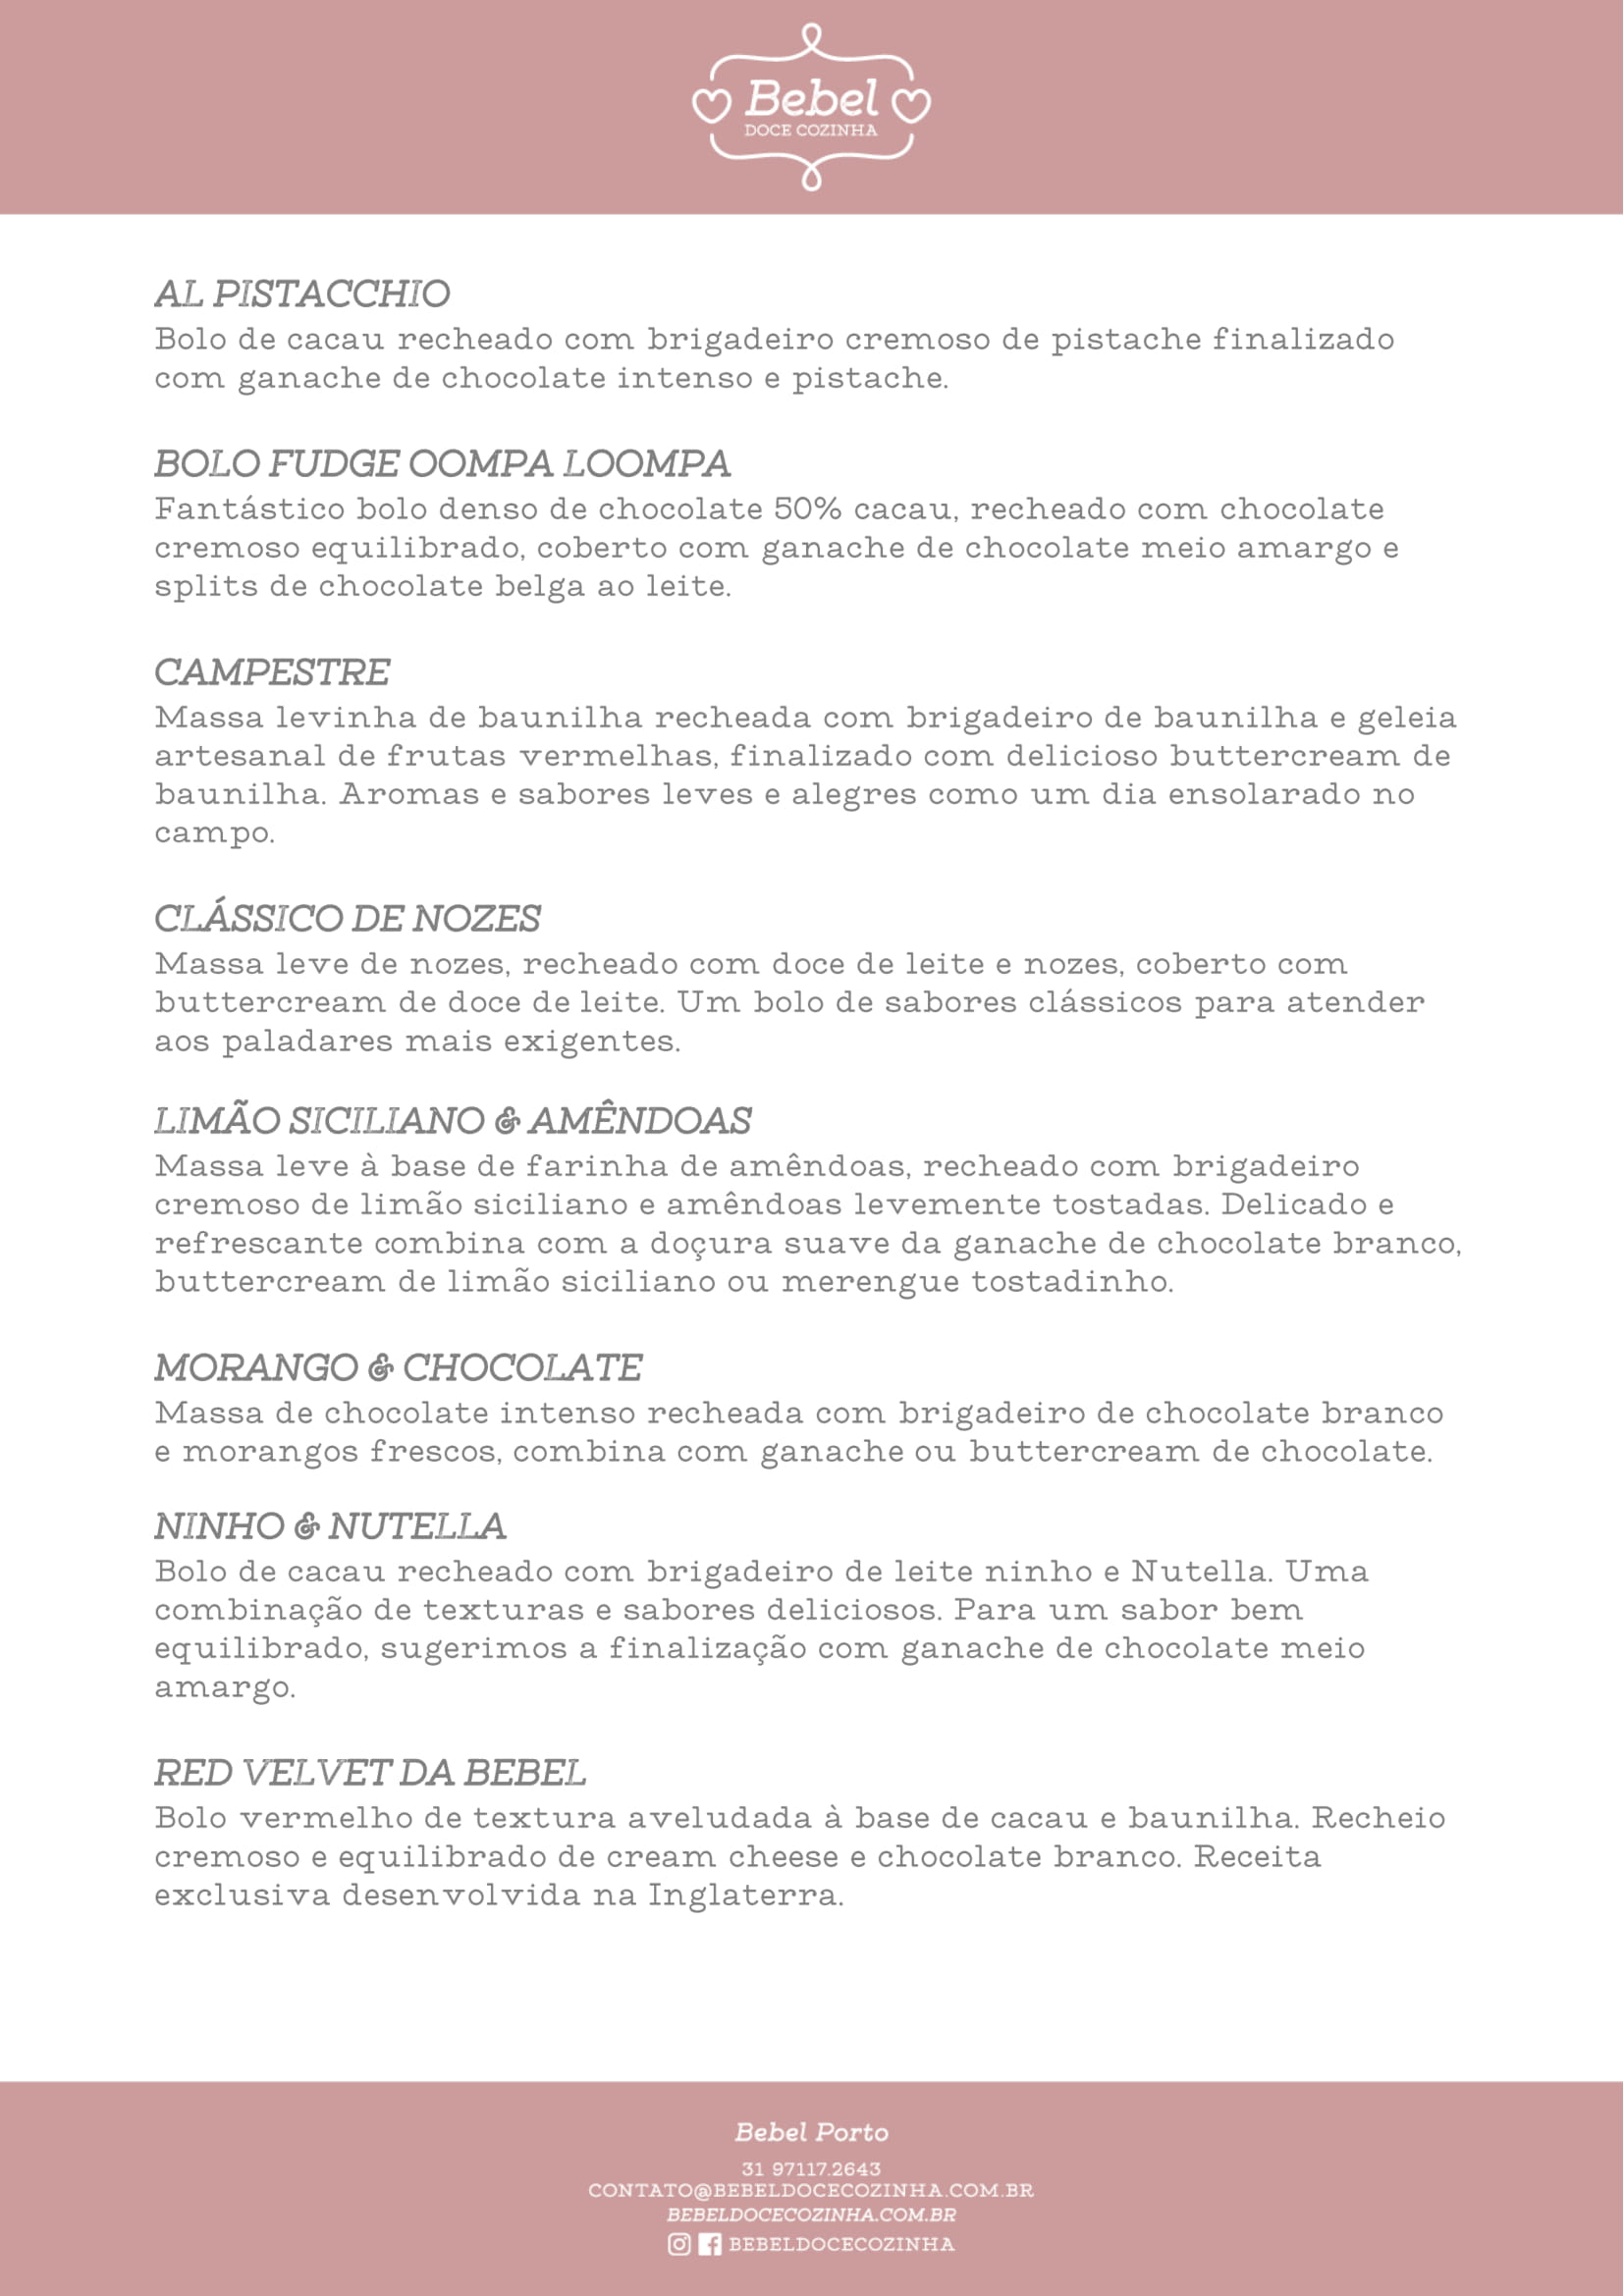 Bebel
DOCE COZINHA
AL PISTACCHIO
Bolo de cacau recheado com brigadeiro cremoso de pistache finalizado
com ganache de chocolate intenso e pistache.
BOLO FUDGE OOMPA LOOMPA
Fantástico bolo denso de chocolate 50% cacau, recheado com chocolate
cremoso equilibrado, coberto com ganache de chocolate meio amargo e
splits de chocolate belga ao leite.
CAMPESTRE
Massa levinha de baunilha recheada com brigadeiro de baunilha e geleia
artesanal de frutas vermelhas, finalizado com delicioso buttercream de
baunilha. Aromas e sabores leves e alegres como um dia ensolarado no
campo.
CLÁSSICO DE NOZES
Massa leve de nozes, recheado com doce de leite e nozes, coberto com
buttercream de doce de leite. Um bolo de sabores clássicos para atender
aos paladares mais exigentes.
LIMÃO SICILIANO & AMÊNDOAS
Massa leve à base de farinha de amêndoas, recheado com brigadeiro
cremoso de limão siciliano e amêndoas levemente tostadas. Delicado e
refrescante combina com a doçura suave da ganache de chocolate branco,
buttercream de limão siciliano ou merengue tostadinho.
MORANGO & CHOCOLATE
Massa de chocolate intenso recheada com brigadeiro de chocolate branco
e morangos frescos, combina com ganache ou buttercream de chocolate.
NINHO & NUTELLA
Bolo de cacau recheado com brigadeiro de leite ninho e Nutella. Uma
combinação de texturas e sabores deliciosos. Para um sabor bem
equilibrado, sugerimos a finalização com ganache de chocolate meio
amargo.
RED VELVET DA BEBEL
Bolo vermelho de textura aveludada à base de cacau e baunilha. Recheio
cremoso e equilibrado de cream cheese e chocolate branco. Receita
exclusiva desenvolvida na Inglaterra.
Bebel Porto
31 97117.2643
CONTATO@BEBELDOCECOZINHA.COM.BR
BEBELDOCECOZINHA.COM.BR
BEBELDOCECOZINHA